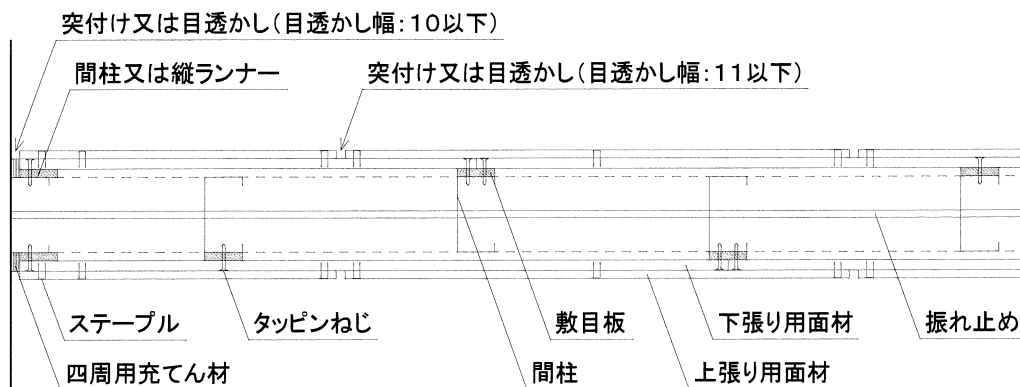 突付け又は目透かし(目透かし幅:10以下)
間柱又は縦ランナー
突付け又は目透かし(目透かし幅:11以下)
ステープル
タッピンねじ
敷目板
下張り用面材
振れ止め
四周用充てん材
間柱
上張り用面材